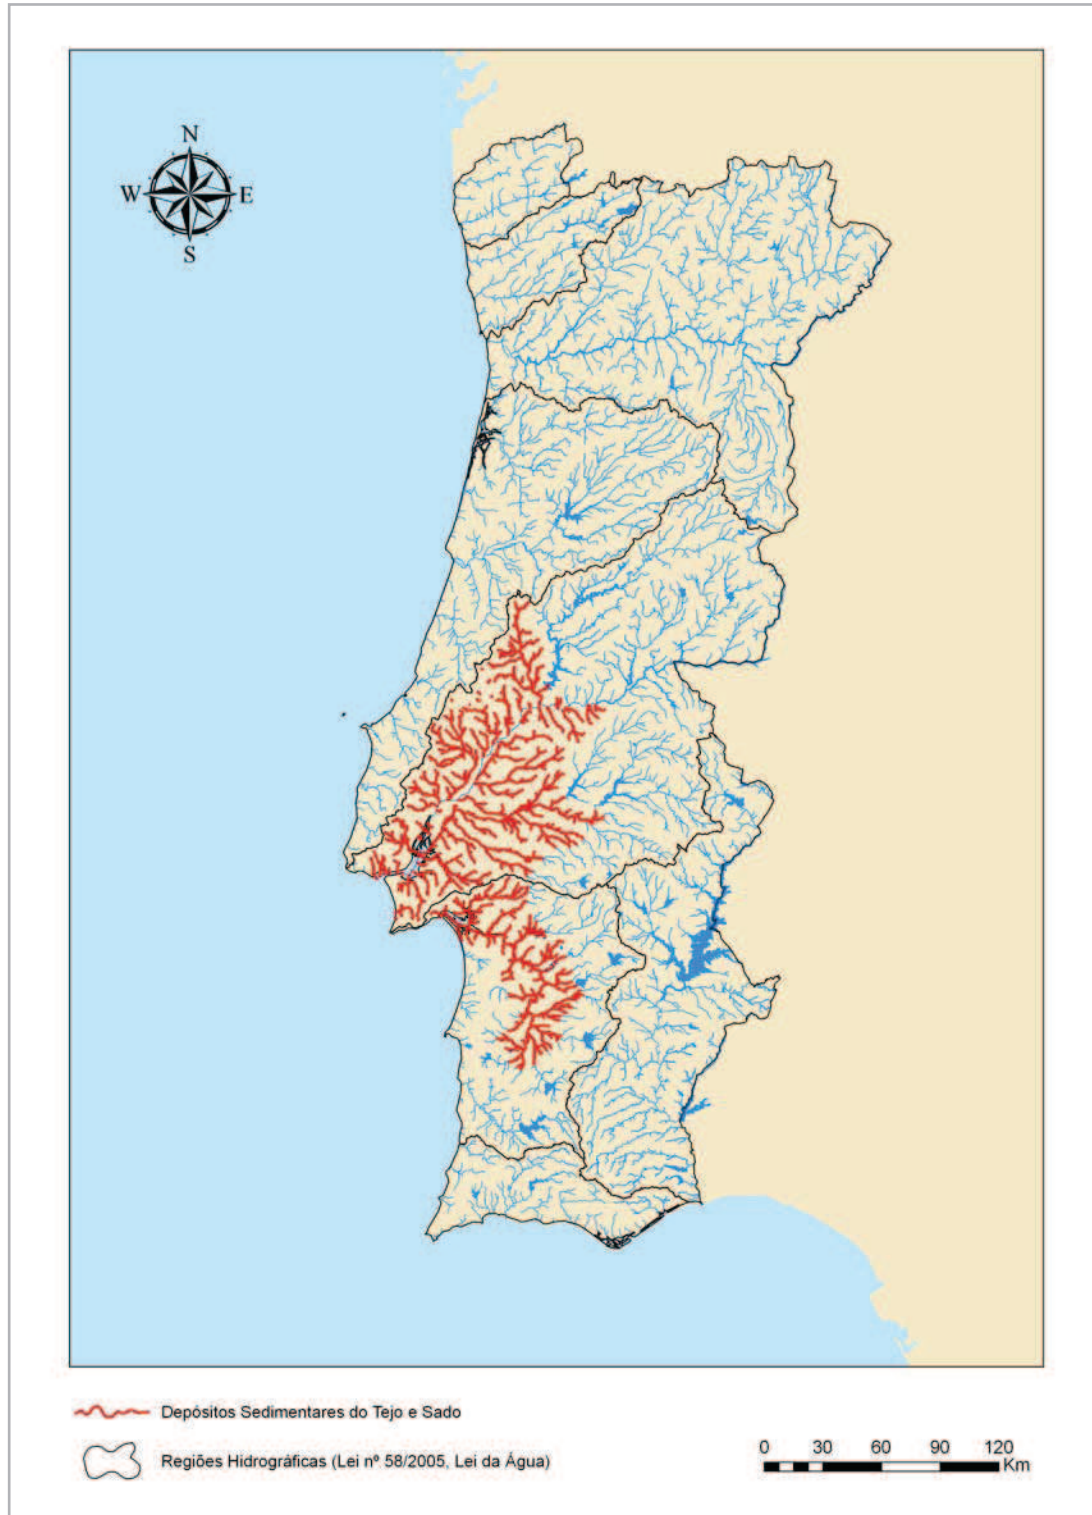 N
W E
S
Depósitos Sedimentares do Tejo e Sado
Regiões Hidrográficas (Lei nº 58/2005, Lei da Água)
0 30 60 90 120
Km